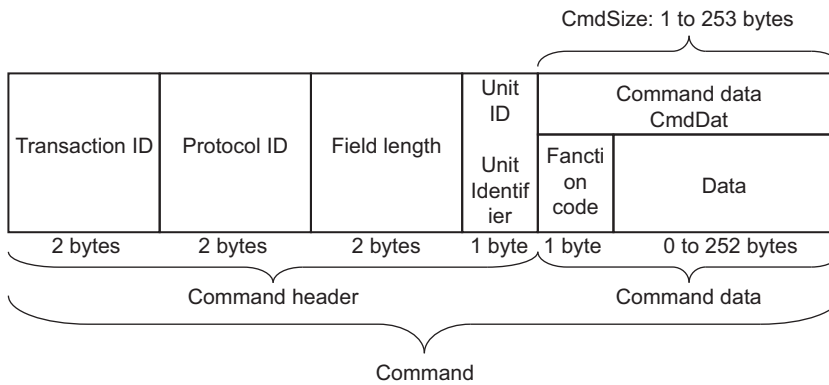 CmdSize: 1 to 253 bytes
Transaction ID
Protocol ID
Field length
Unit
ID
Unit
Identif
ier
Command data
CmdDat
Fancti
on
code
Data
2 bytes
2 bytes
2 bytes
1 byte
1 byte
0 to 252 bytes
Command header
Command data
Command